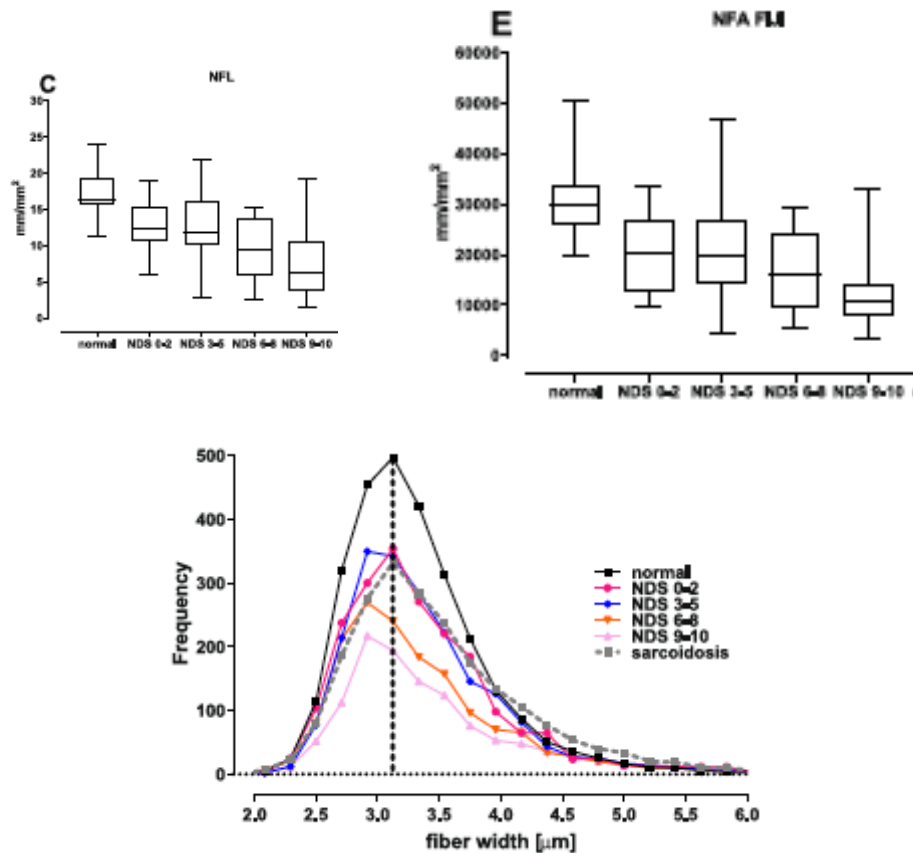 C
NFL
30
25
20
15
10
5
0
mm/mm²
normal NDS 0-2 NDS 3-5 NDS 6-8 NDS 9-10
E
NFA FIJI
60000
50000
40000
30000
20000
10000
0
mm/mm²
normal NDS 0-2 NDS 3-5 NDS 6-8 NDS 9-10
500
400
300
200
100
0
Frequency
2.0 2.5 3.0 3.5 4.0 4.5 5.0 5.5 6.0
fiber width [μm]
normal
NDS 0-2
NDS 3-5
NDS 6-8
NDS 9-10
sarcoidosis